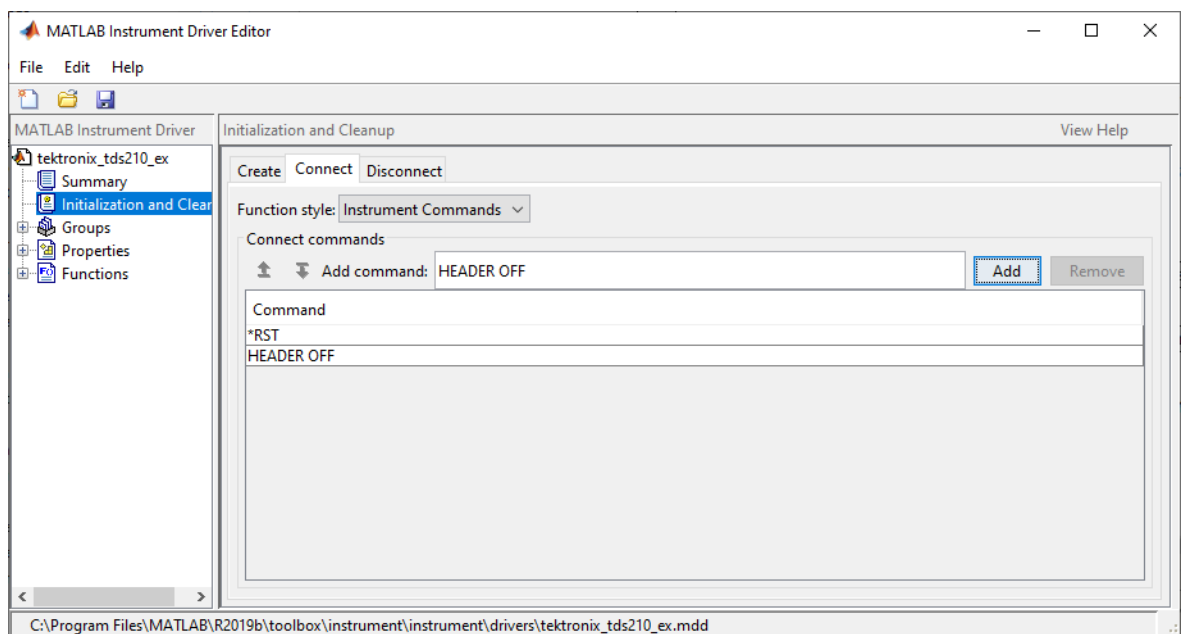 MATLAB Instrument Driver Editor
File Edit Help
MATLAB Instrument Driver
Initialization and Cleanup View Help
tektronix_tds210_ex
Summary
Initialization and Clear
Groups
Properties
Functions
Create Connect Disconnect
Function style: Instrument Commands
Connect commands
Add command: HEADER OFF Add Remove
Command
*RST
HEADER OFF
C:\Program Files\MATLAB\R2019b\toolbox\instrument\instrument\drivers\tektronix_tds210_ex.mdd